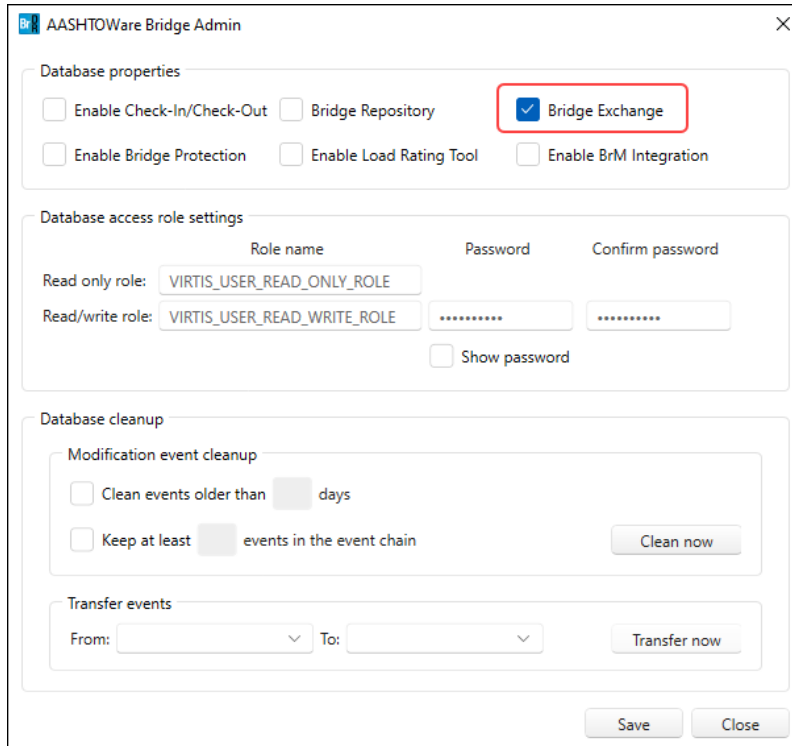 BrDR AASHTOWare Bridge Admin
Database properties
Enable Check-In/Check-Out Bridge Repository Bridge Exchange
Enable Bridge Protection Enable Load Rating Tool Enable BrM Integration
Database access role settings
Role name Password Confirm password
Read only role: VIRTIS_USER_READ_ONLY_ROLE
Read/write role: VIRTIS_USER_READ_WRITE_ROLE •••••••••• ••••••••••
Show password
Database cleanup
Modification event cleanup
Clean events older than days
Keep at least events in the event chain Clean now
Transfer events
From: To: Transfer now
Save Close